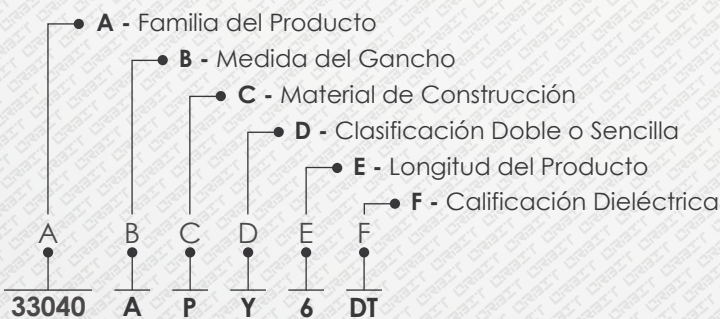 A - Familia del Producto
B - Medida del Gancho
C - Material de Construcción
D - Clasificación Doble o Sencilla
E - Longitud del Producto
F - Calificación Dieléctrica
A B C D E F
33040 A P Y 6 DT